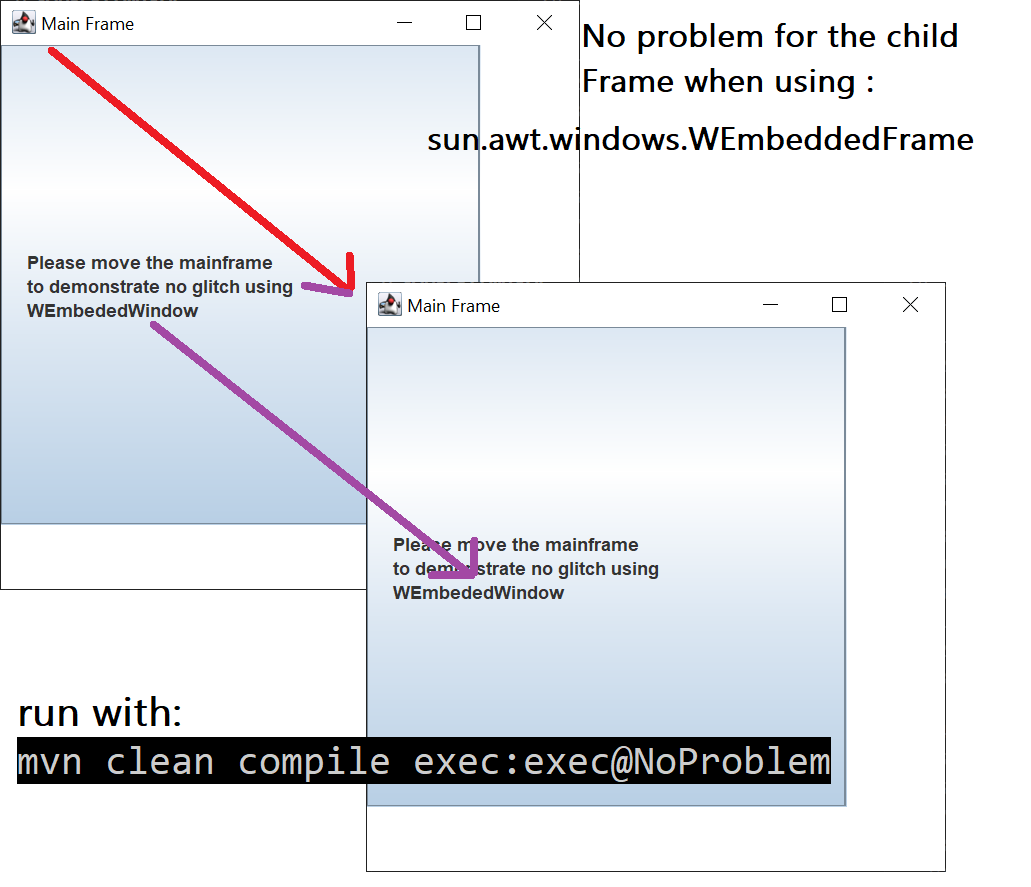 Main Frame
No problem for the child
Frame when using :
sun.awt.windows.WEmbeddedFrame
Please move the mainframe
to demonstrate no glitch using
WEmbededWindow
Main Frame
Please move the mainframe
to demonstrate no glitch using
WEmbededWindow
run with:
mvn clean compile exec:exec@NoProblem